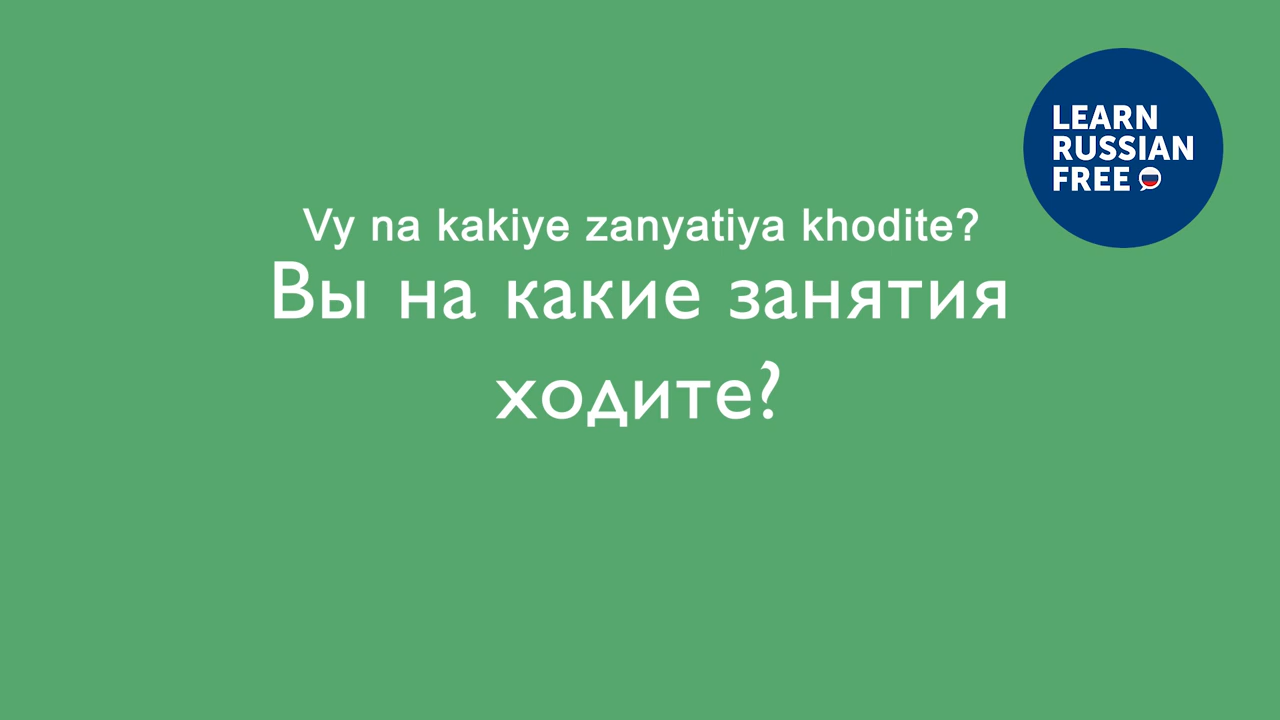 LEARN
RUSSIAN
FREE
Vy na kakiye zanyatiya khodite?
Вы на какие занятия
ходите?